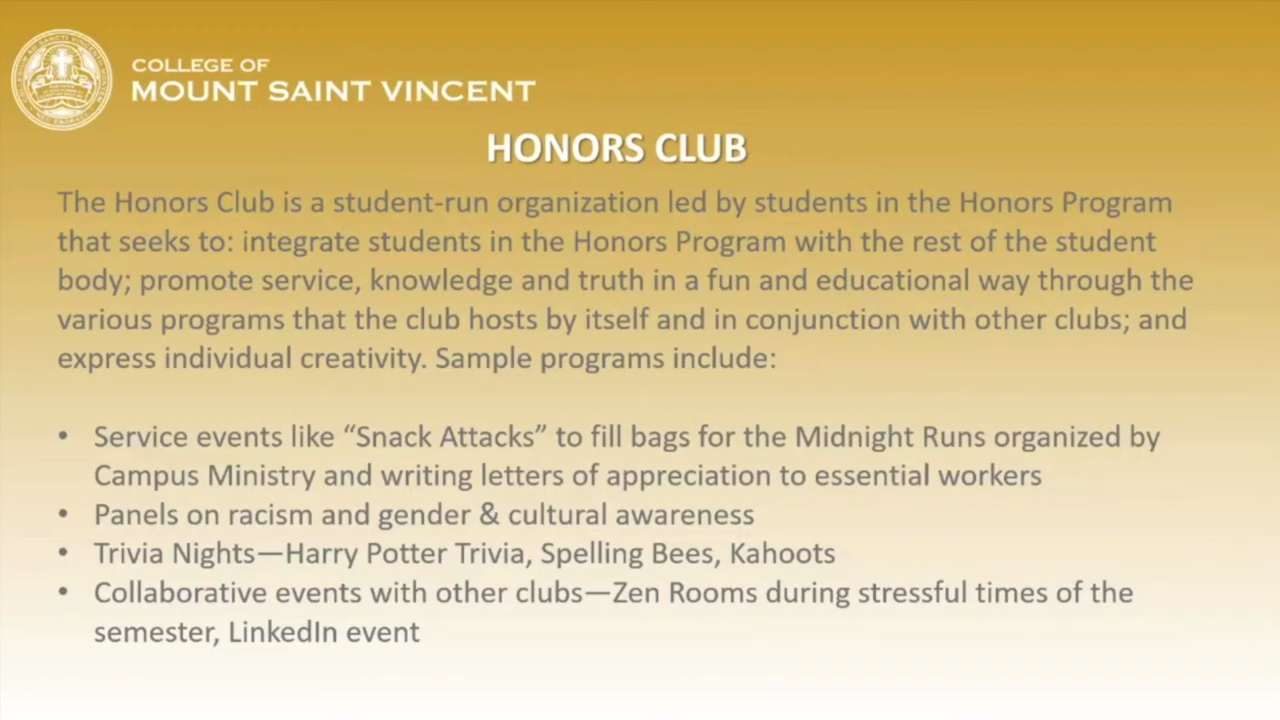 COLLEGE OF
MOUNT SAINT VINCENT
HONORS CLUB
The Honors Club is a student-run organization led by students in the Honors Program
that seeks to: integrate students in the Honors Program with the rest of the student
body; promote service, knowledge and truth in a fun and educational way through the
various programs that the club hosts by itself and in conjunction with other clubs; and
express individual creativity. Sample programs include:
• Service events like “Snack Attacks” to fill bags for the Midnight Runs organized by
Campus Ministry and writing letters of appreciation to essential workers
• Panels on racism and gender & cultural awareness
• Trivia Nights—Harry Potter Trivia, Spelling Bees, Kahoots
• Collaborative events with other clubs—Zen Rooms during stressful times of the
semester, LinkedIn event